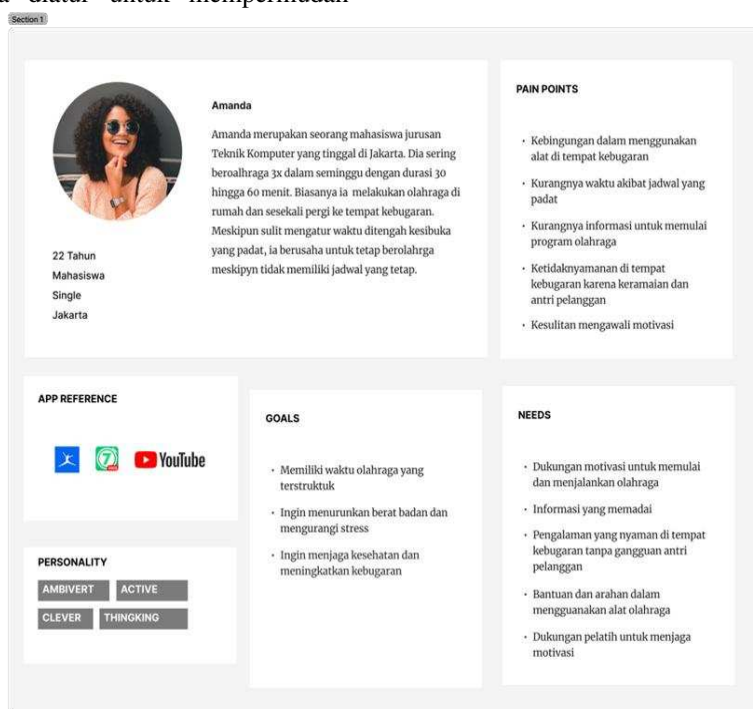 a diatur untuk mempermudah
Section 1
Amanda
Amanda merupakan seorang mahasiswa jurusan
Teknik Komputer yang tinggal di Jakarta. Dia sering
beroalhraga 3x dalam seminggu dengan durasi 30
hingga 60 menit. Biasanya ia melakukan olahraga di
rumah dan sesekali pergi ke tempat kebugaran.
Meskipun sulit mengatur waktu ditengah kesibuka
yang padat, ia berusaha untuk tetap berolahrga
meskipyn tidak memiliki jadwal yang tetap.
22 Tahun
Mahasiswa
Single
Jakarta
PAIN POINTS
• Kebingungan dalam menggunakan
alat di tempat kebugaran
• Kurangnya waktu akibat jadwal yang
padat
• Kurangnya informasi untuk memulai
program olahraga
• Ketidaknyamanan di tempat
kebugaran karena keramaian dan
antri pelanggan
• Kesulitan mengawali motivasi
APP REFERENCE
7
YouTube
PERSONALITY
AMBIVERT
ACTIVE
CLEVER
THINGKING
GOALS
• Memiliki waktu olahraga yang
terstruktuk
• Ingin menurunkan berat badan dan
mengurangi stress
• Ingin menjaga kesehatan dan
meningkatkan kebugaran
NEEDS
• Dukungan motivasi untuk memulai
dan menjalankan olahraga
• Informasi yang memadai
• Pengalaman yang nyaman di tempat
kebugaran tanpa gangguan antri
pelanggan
• Bantuan dan arahan dalam
mengguanakan alat olahraga
• Dukungan pelatih untuk menjaga
motivasi